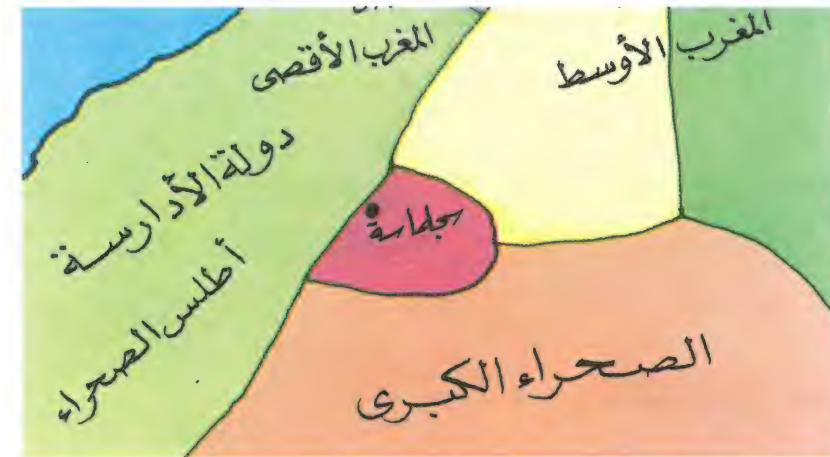 المغرب الأقصى
المغرب الأوسط
دولة الأدارسة
سجلماسة
أطلس الصحراء
الصحراء الكبرى